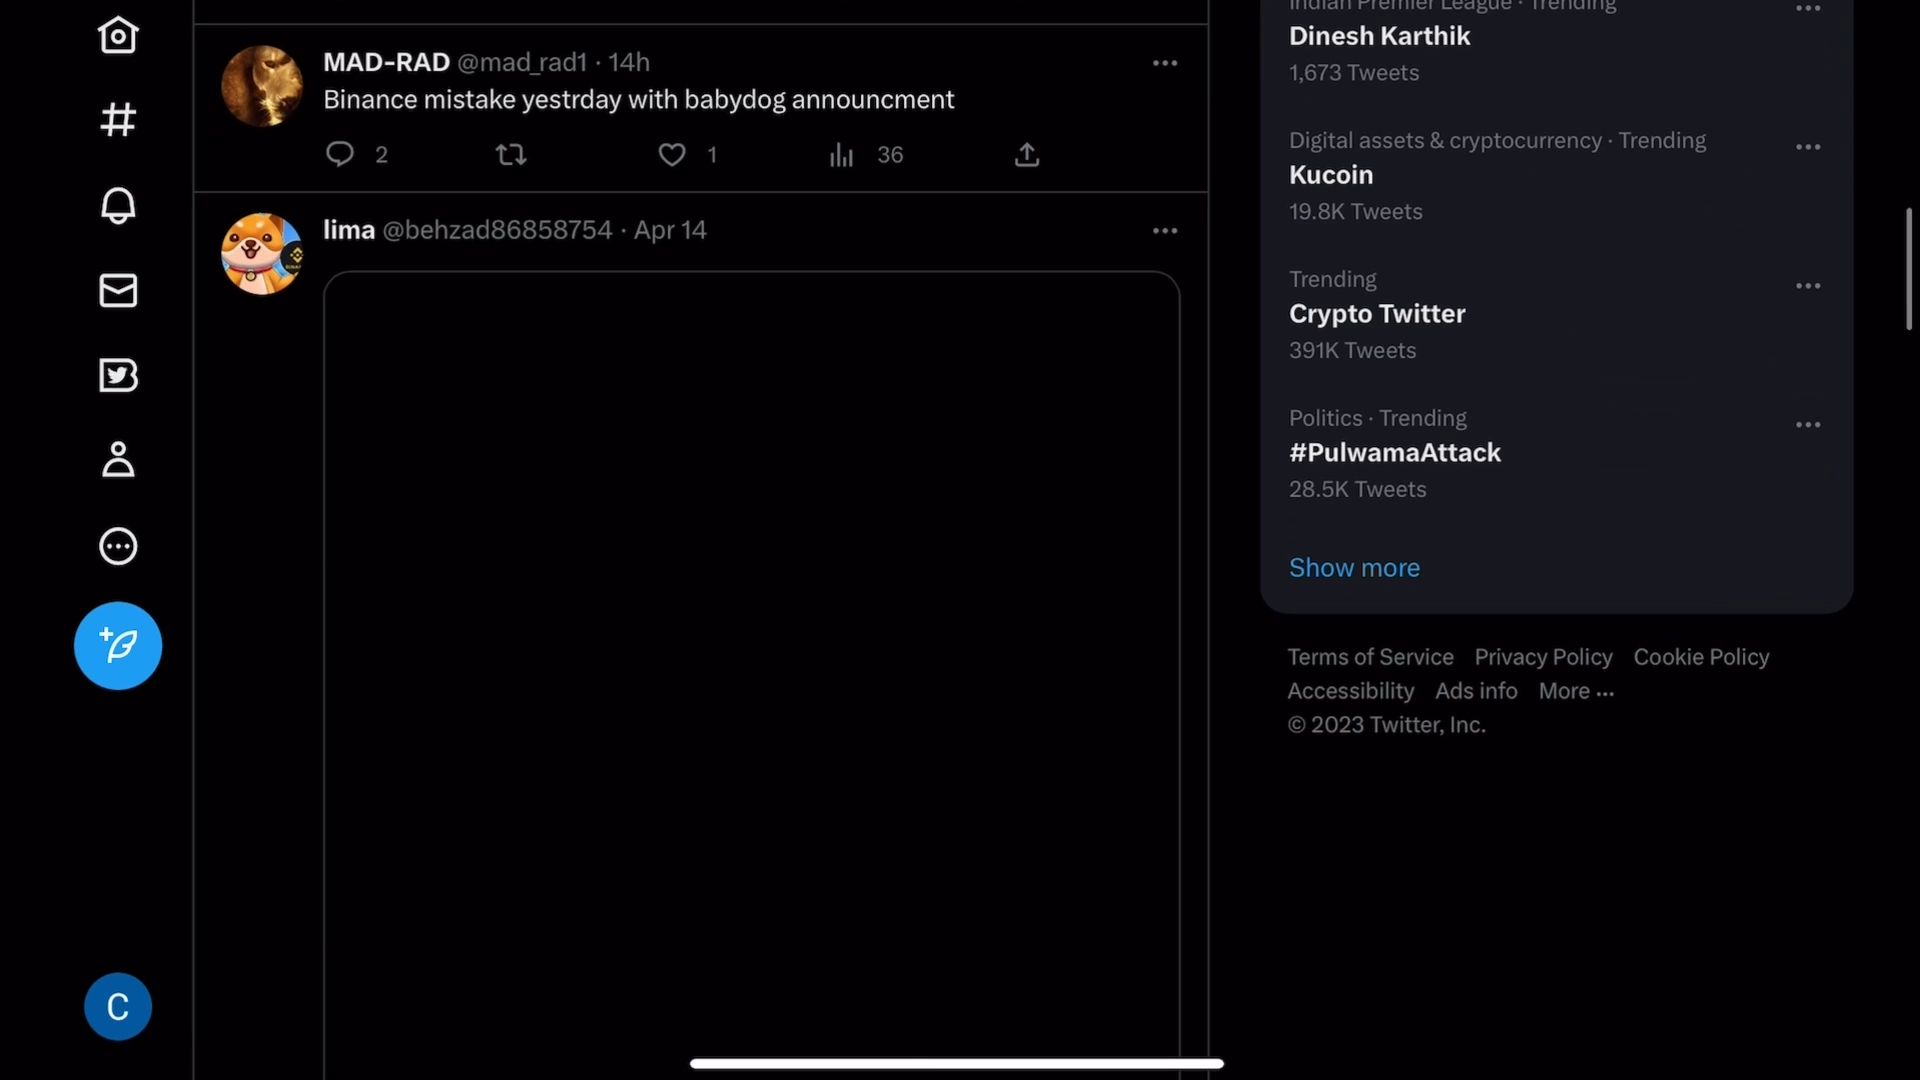 MAD-RAD @mad_rad1 · 14h
Binance mistake yestrday with babydog announcment
2
1
36
lima @behzad86858754 · Apr 14
Indian Premier League · Trending
Dinesh Karthik
1,673 Tweets
Digital assets & cryptocurrency · Trending
Kucoin
19.8K Tweets
Trending
Crypto Twitter
391K Tweets
Politics · Trending
#PulwamaAttack
28.5K Tweets
Show more
Terms of Service Privacy Policy Cookie Policy
Accessibility Ads info More ···
© 2023 Twitter, Inc.
C